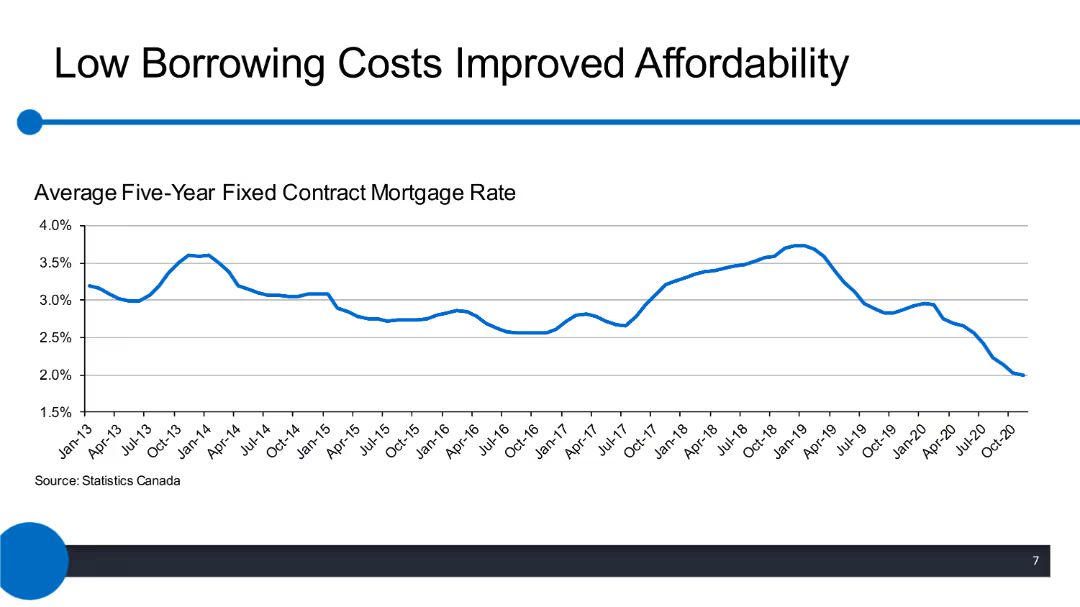 Low Borrowing Costs Improved Affordability
Average Five-Year Fixed Contract Mortgage Rate
4.0%
3.5%
3.0%
2.5%
2.0%
1.5%
Jan-13
Apr-13
Jul-13
Oct-13
Jan-14
Apr-14
Jul-14
Oct-14
Jan-15
Apr-15
Jul-15
Oct-15
Jan-16
Apr-16
Jul-16
Oct-16
Jan-17
Apr-17
Jul-17
Oct-17
Jan-18
Apr-18
Jul-18
Oct-18
Jan-19
Apr-19
Jul-19
Oct-19
Jan-20
Apr-20
Jul-20
Oct-20
Source: Statistics Canada
7